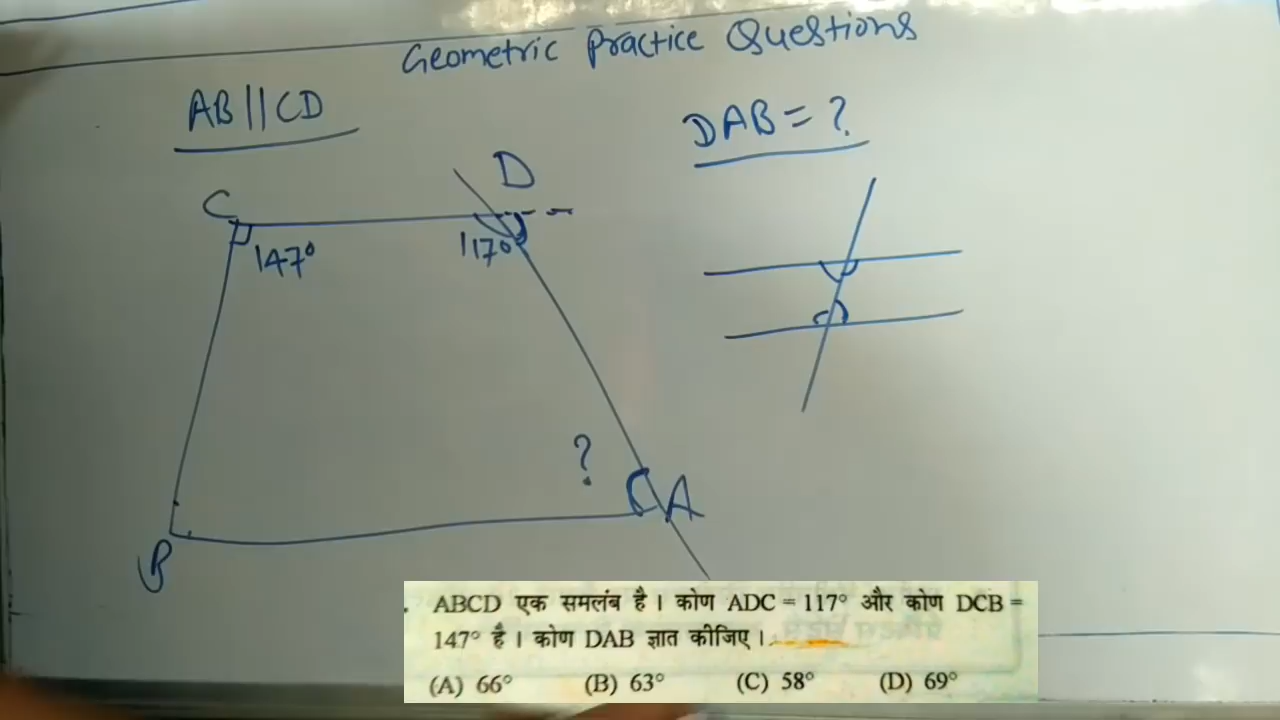 Geometric Practice Questions
AB||CD
DAB = ?
C
D
147°
117°
?
A
B
ABCD एक समलंब है। कोण ADC = 117° और कोण DCB =
147° है। कोण DAB ज्ञात कीजिए।
(A) 66° (B) 63° (C) 58° (D) 69°